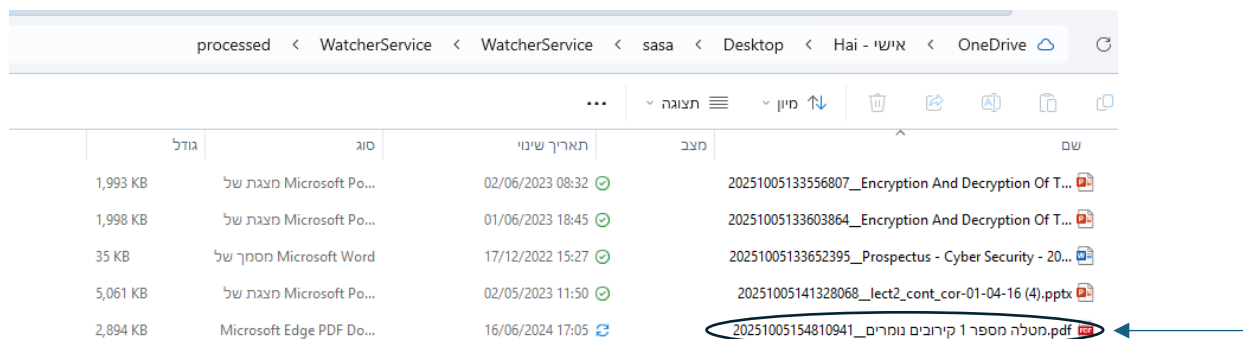 OneDrive > אישי - Hai > Desktop > sasa > WatcherService > WatcherService > processed
מיון תצוגה ...
שם מצב תאריך שינוי סוג גודל
20251005133556807__Encryption And Decryption Of T... 02/06/2023 08:32 מצגת של Microsoft Po... 1,993 KB
20251005133603864__Encryption And Decryption Of T... 01/06/2023 18:45 מצגת של Microsoft Po... 1,998 KB
20251005133652395__Prospectus - Cyber Security - 20... 17/12/2022 15:27 מסמך של Microsoft Word 35 KB
20251005141328068__lect2_cont_cor-01-04-16 (4).pptx 02/05/2023 11:50 מצגת של Microsoft Po... 5,061 KB
20251005154810941__מטלה מספר 1 קירובים נומרים.pdf 16/06/2024 17:05 Microsoft Edge PDF Do... 2,894 KB